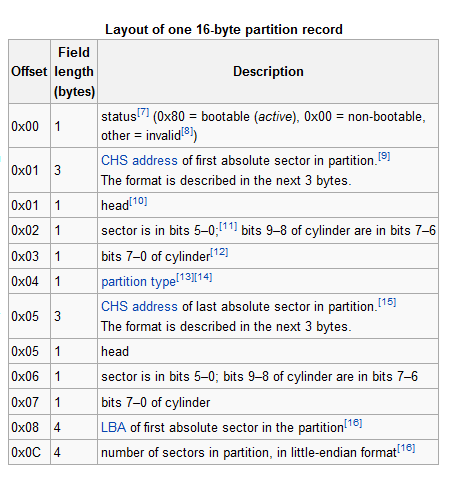 Layout of one 16-byte partition record
Offset Field length (bytes) Description
0x00 1 status[7] (0x80 = bootable (active), 0x00 = non-bootable,
other = invalid[8])
0x01 3 CHS address of first absolute sector in partition.[9]
The format is described in the next 3 bytes.
0x01 1 head[10]
0x02 1 sector is in bits 5–0;[11] bits 9–8 of cylinder are in bits 7–6
0x03 1 bits 7–0 of cylinder[12]
0x04 1 partition type[13][14]
0x05 3 CHS address of last absolute sector in partition.[15]
The format is described in the next 3 bytes.
0x05 1 head
0x06 1 sector is in bits 5–0; bits 9–8 of cylinder are in bits 7–6
0x07 1 bits 7–0 of cylinder
0x08 4 LBA of first absolute sector in the partition[16]
0x0C 4 number of sectors in partition, in little-endian format[16]